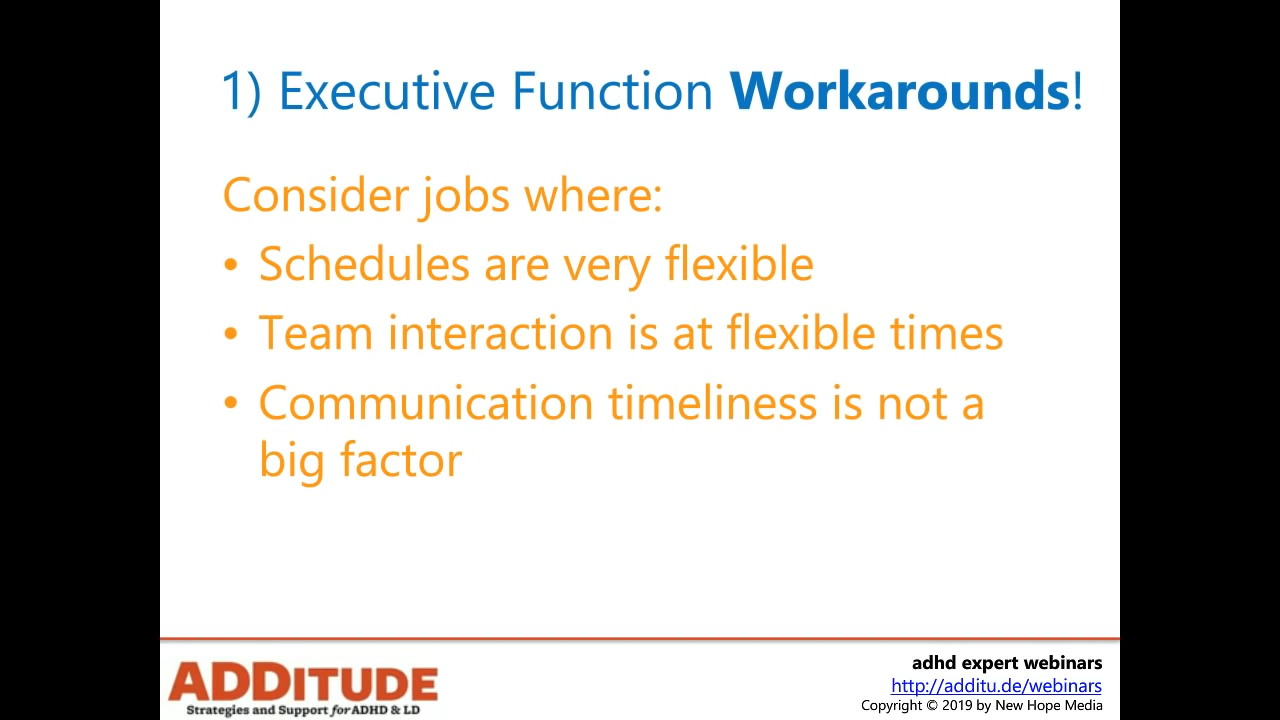 1) Executive Function Workarounds!
Consider jobs where:
• Schedules are very flexible
• Team interaction is at flexible times
• Communication timeliness is not a
big factor
ADDITUDE
Strategies and Support for ADHD & LD
adhd expert webinars
http://additu.de/webinars
Copyright © 2019 by New Hope Media